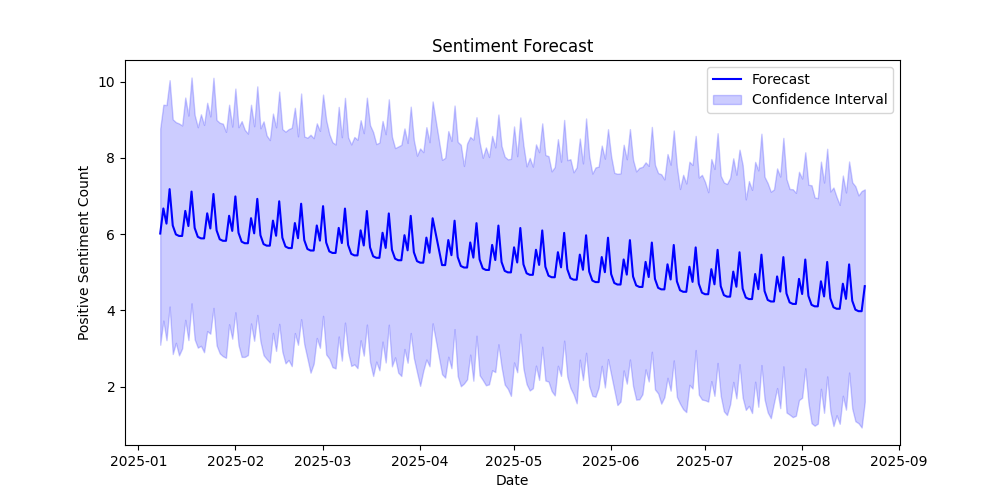 Sentiment Forecast
Forecast
Confidence Interval
Positive Sentiment Count
10
8
6
4
2
2025-01 2025-02 2025-03 2025-04 2025-05 2025-06 2025-07 2025-08 2025-09
Date